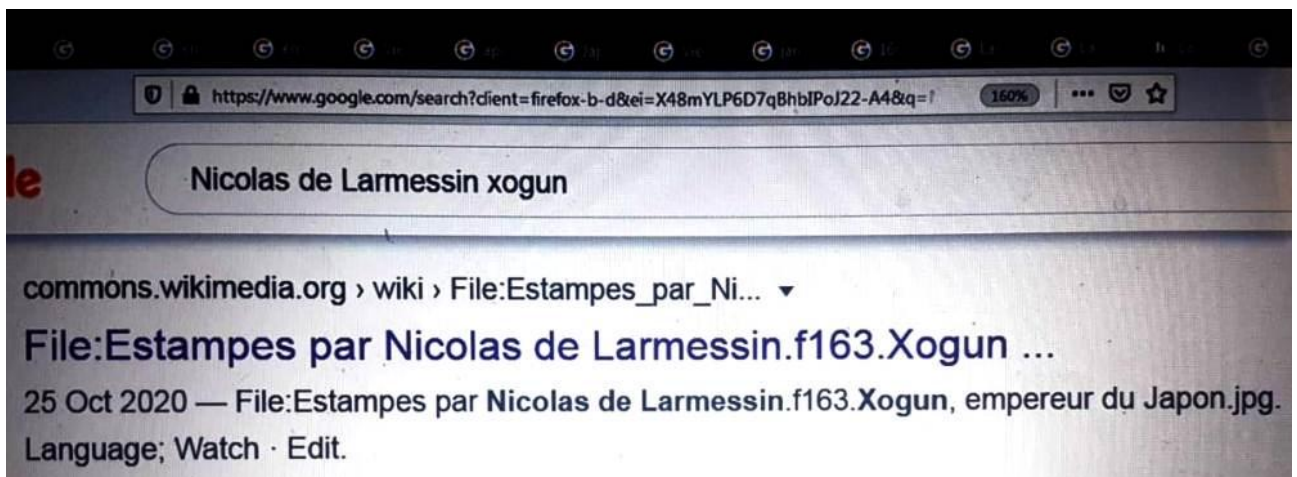 https://www.google.com/search?client=firefox-b-d&ei=X48mYLP6D7qBhbIPoJ22-A4&q=
160%
le
Nicolas de Larmessin xogun
commons.wikimedia.org › wiki › File:Estampes_par_Ni...
File:Estampes par Nicolas de Larmessin.f163.Xogun ...
25 Oct 2020 — File:Estampes par Nicolas de Larmessin.f163.Xogun, empereur du Japon.jpg.
Language; Watch · Edit.